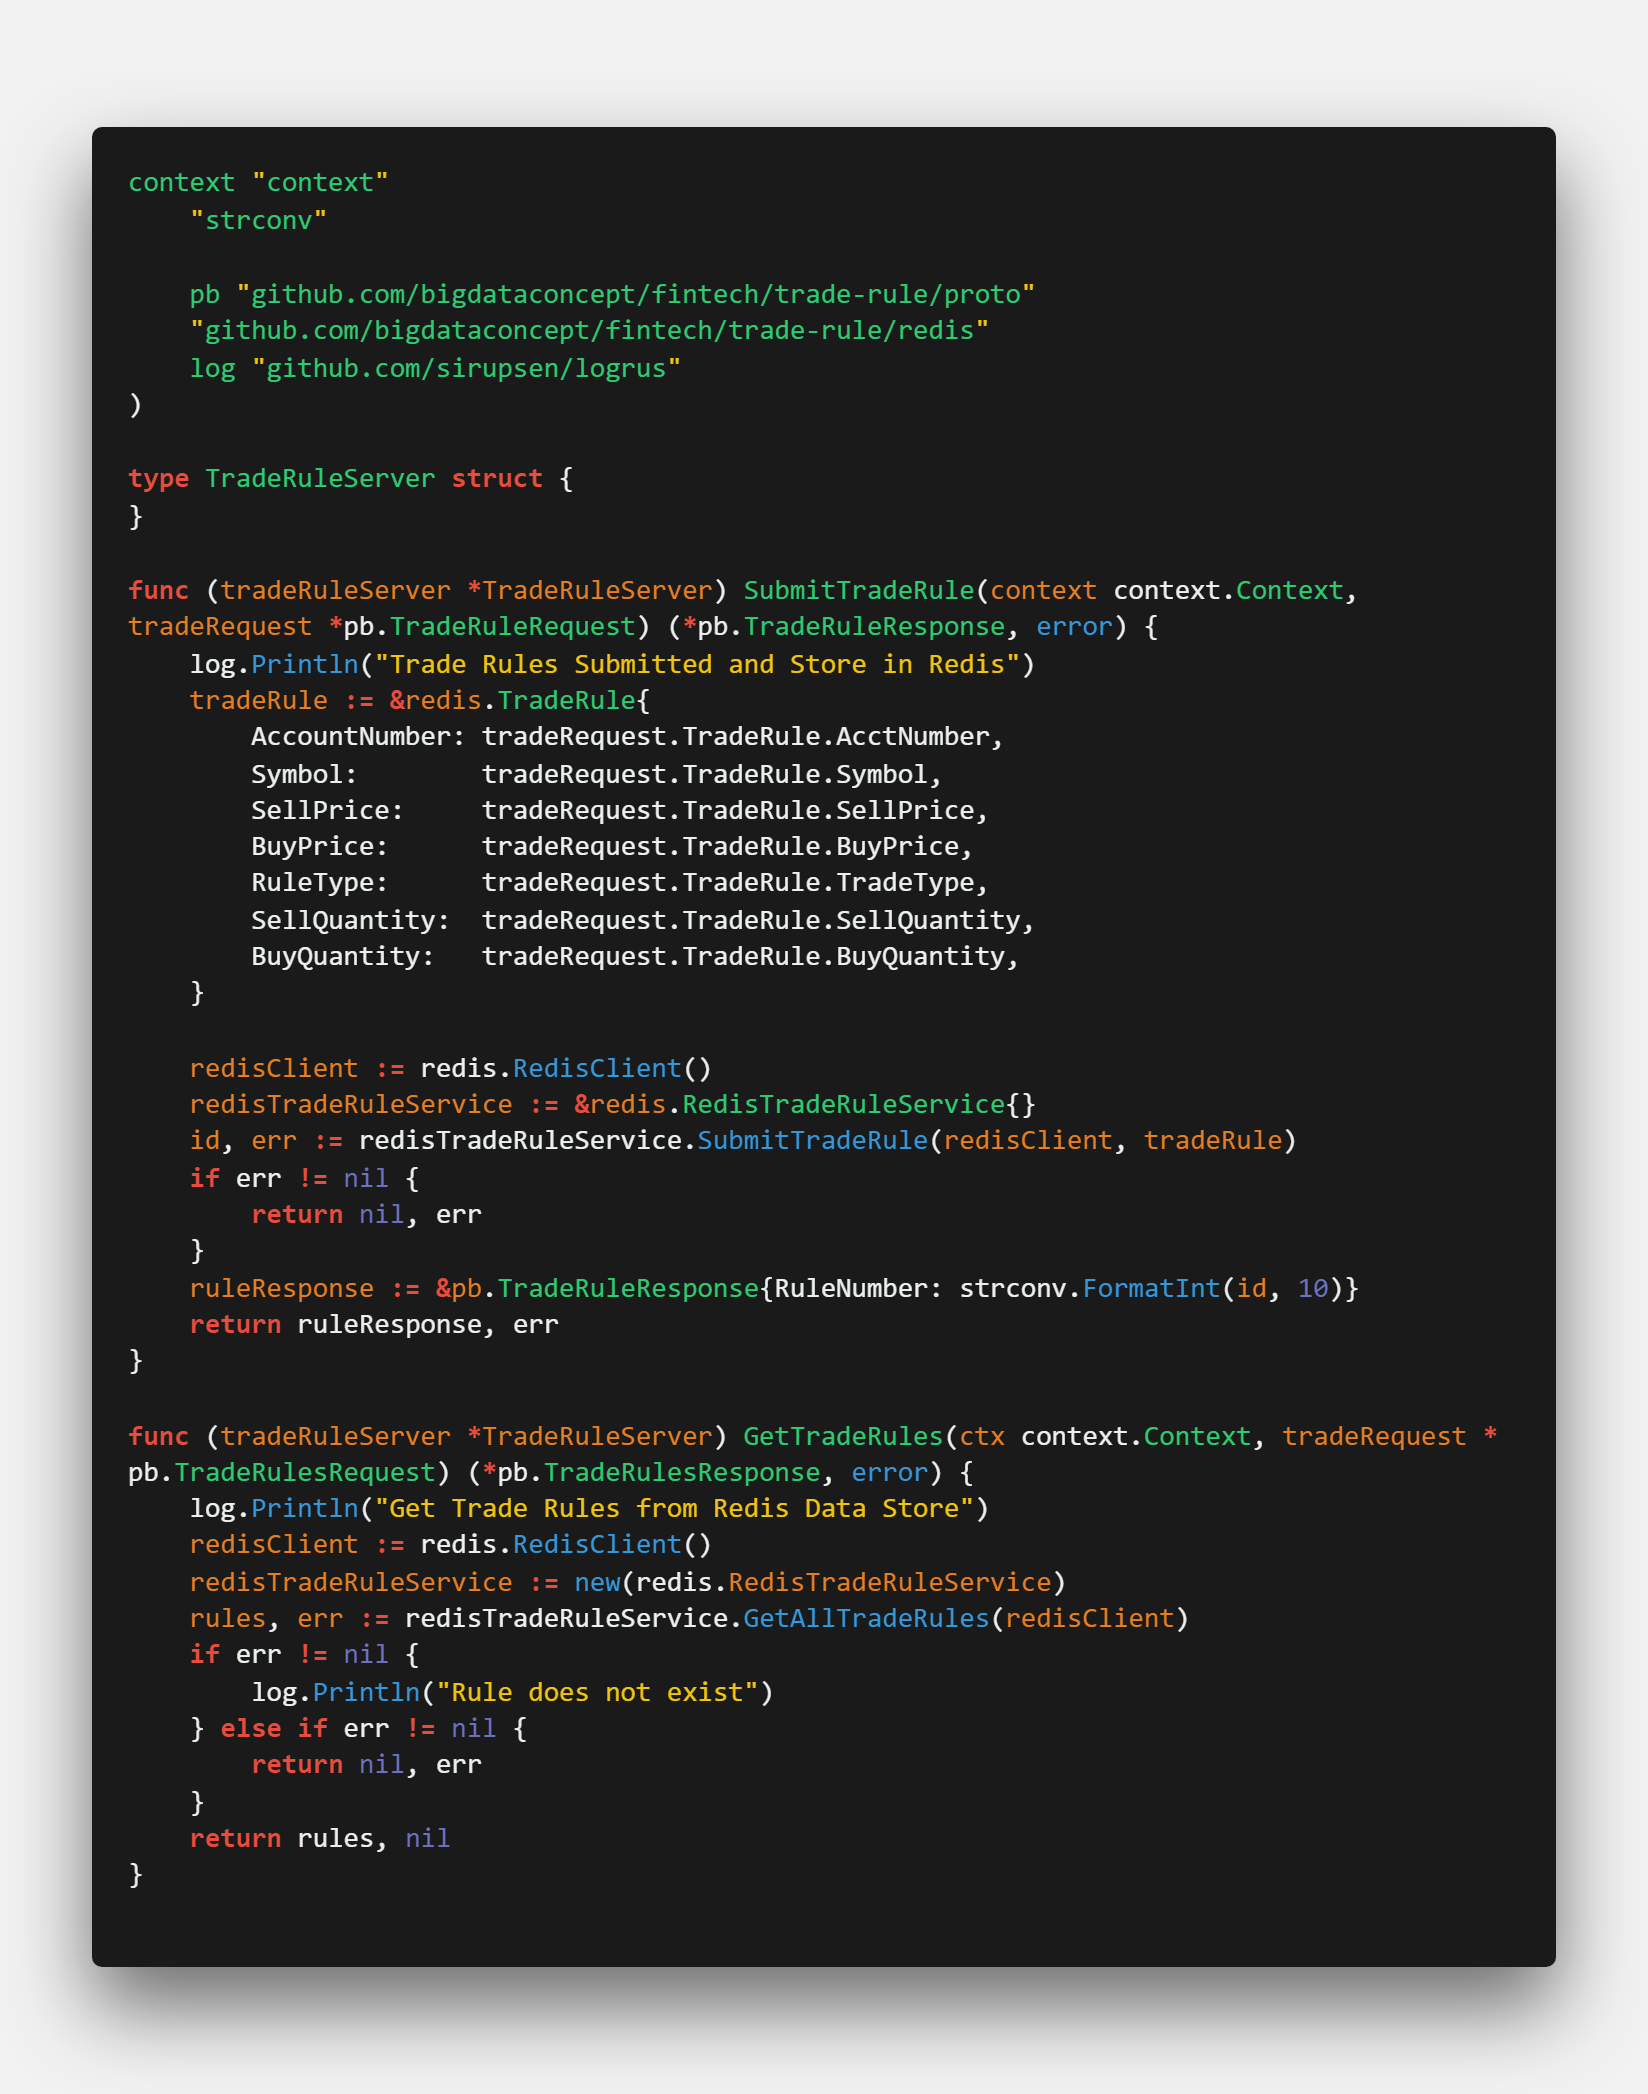 context "context"
    "strconv"

    pb "github.com/bigdataconcept/fintech/trade-rule/proto"
    "github.com/bigdataconcept/fintech/trade-rule/redis"
    log "github.com/sirupsen/logrus"
)

type TradeRuleServer struct {
}

func (tradeRuleServer *TradeRuleServer) SubmitTradeRule(context context.Context,
tradeRequest *pb.TradeRuleRequest) (*pb.TradeRuleResponse, error) {
    log.Println("Trade Rules Submitted and Store in Redis")
    tradeRule := &redis.TradeRule{
        AccountNumber: tradeRequest.TradeRule.AcctNumber,
        Symbol:        tradeRequest.TradeRule.Symbol,
        SellPrice:     tradeRequest.TradeRule.SellPrice,
        BuyPrice:      tradeRequest.TradeRule.BuyPrice,
        RuleType:      tradeRequest.TradeRule.TradeType,
        SellQuantity:  tradeRequest.TradeRule.SellQuantity,
        BuyQuantity:   tradeRequest.TradeRule.BuyQuantity,
    }

    redisClient := redis.RedisClient()
    redisTradeRuleService := &redis.RedisTradeRuleService{}
    id, err := redisTradeRuleService.SubmitTradeRule(redisClient, tradeRule)
    if err != nil {
        return nil, err
    }
    ruleResponse := &pb.TradeRuleResponse{RuleNumber: strconv.FormatInt(id, 10)}
    return ruleResponse, err
}

func (tradeRuleServer *TradeRuleServer) GetTradeRules(ctx context.Context, tradeRequest *
pb.TradeRulesRequest) (*pb.TradeRulesResponse, error) {
    log.Println("Get Trade Rules from Redis Data Store")
    redisClient := redis.RedisClient()
    redisTradeRuleService := new(redis.RedisTradeRuleService)
    rules, err := redisTradeRuleService.GetAllTradeRules(redisClient)
    if err != nil {
        log.Println("Rule does not exist")
    } else if err != nil {
        return nil, err
    }
    return rules, nil
}